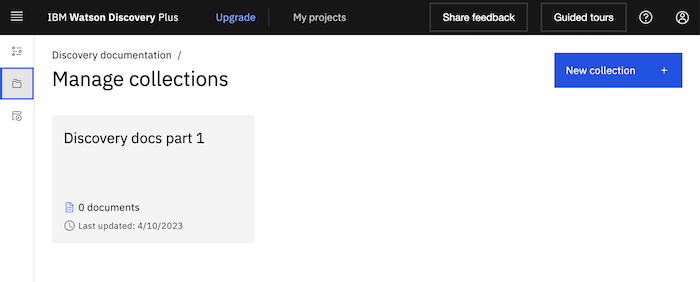 IBM Watson Discovery Plus Upgrade My projects Share feedback Guided tours
Discovery documentation /
Manage collections
New collection +
Discovery docs part 1
0 documents
Last updated: 4/10/2023